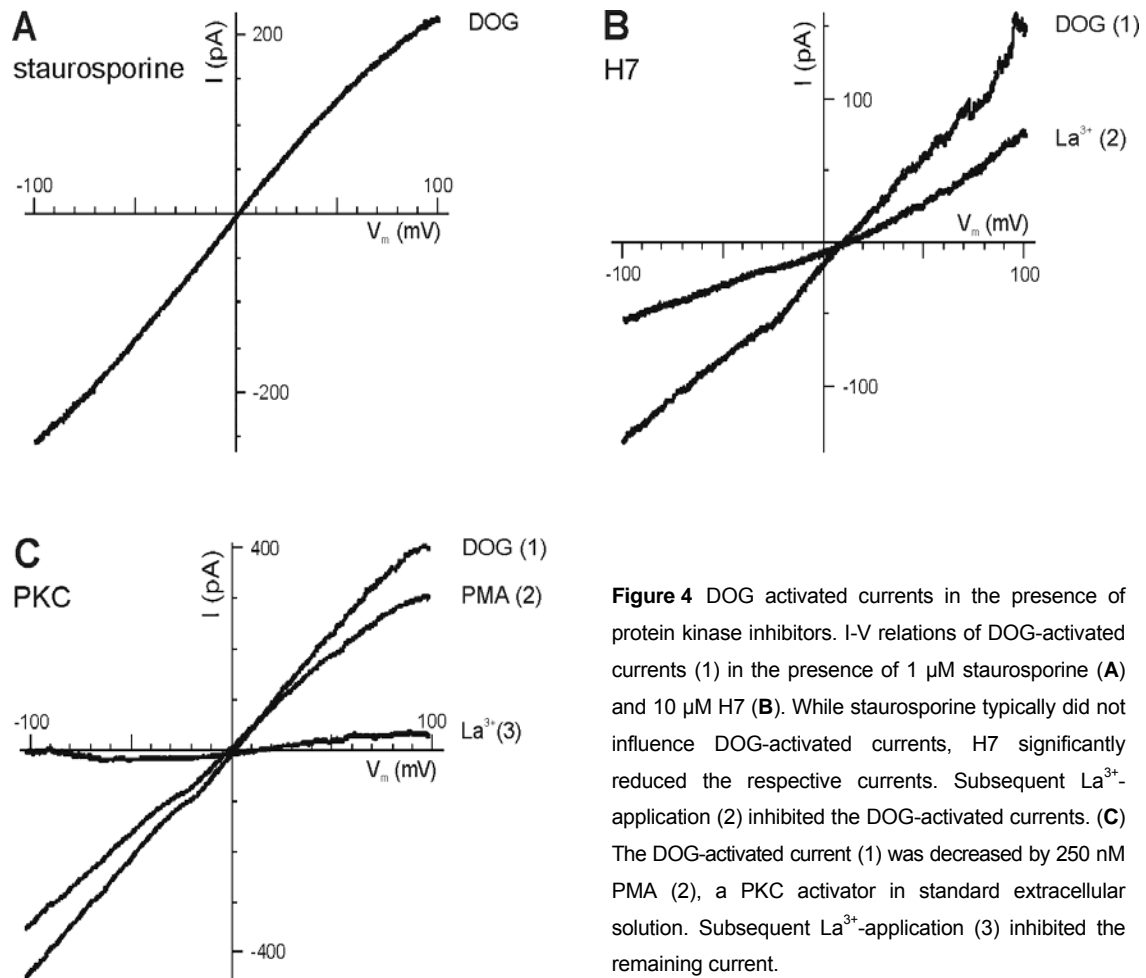 A
staurosporine
I (pA)
200
DOG
-100
100
Vₘ (mV)
-200
B
H7
I (pA)
DOG (1)
100
La³⁺ (2)
Vₘ (mV)
-100
100
-100
C
PKC
I (pA)
400
DOG (1)
PMA (2)
-100
100
La³⁺(3)
Vₘ (mV)
-400
Figure 4 DOG activated currents in the presence of
protein kinase inhibitors. I-V relations of DOG-activated
currents (1) in the presence of 1 µM staurosporine (A)
and 10 µM H7 (B). While staurosporine typically did not
influence DOG-activated currents, H7 significantly
reduced the respective currents. Subsequent La³⁺-
application (2) inhibited the DOG-activated currents. (C)
The DOG-activated current (1) was decreased by 250 nM
PMA (2), a PKC activator in standard extracellular
solution. Subsequent La³⁺-application (3) inhibited the
remaining current.